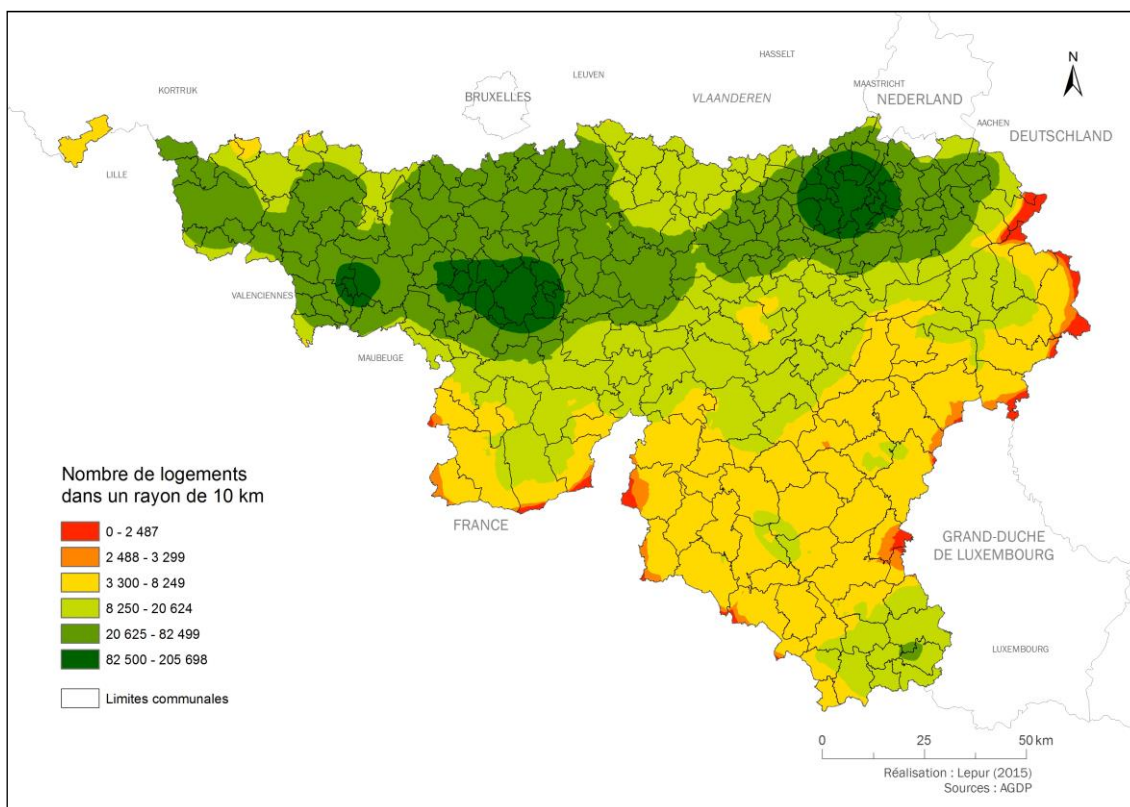 HASSELT
N
LEUVEN
KORTRIJK
BRUXELLES
VLAANDEREN
MAASTRICHT
NEDERLAND
AACHEN
DEUTSCHLAND
LILLE
VALENCIENNES
MAUBEUGE
Nombre de logements
dans un rayon de 10 km
0 - 2 487
2 488 - 3 299
3 300 - 8 249
8 250 - 20 624
20 625 - 82 499
82 500 - 205 698
Limites communales
FRANCE
GRAND-DUCHE
DE LUXEMBOURG
LUXEMBOURG
0 25 50 km
Réalisation : Lepur (2015)
Sources : AGDP